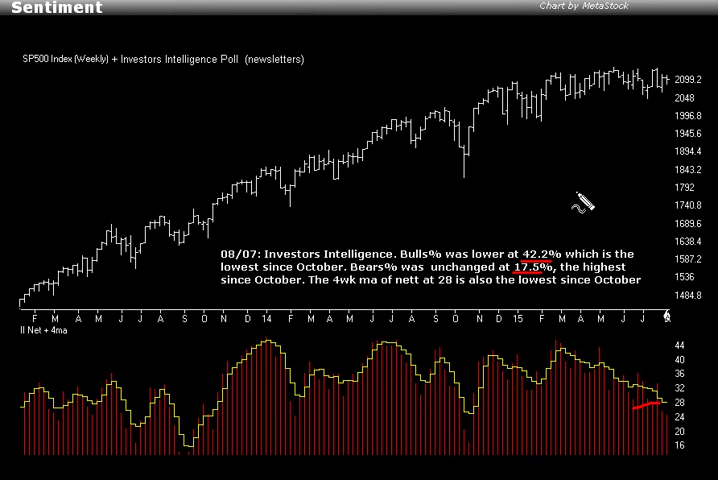 Sentiment
Chart by MetaStock
SP500 Index (Weekly) + Investors Intelligence Poll (newsletters)
2099.2
2048
1996.8
1945.6
1894.4
1843.2
1792
1740.8
1689.6
1638.4
1587.2
1536
1484.8
08/07: Investors Intelligence. Bulls% was lower at 42.2% which is the
lowest since October. Bears% was unchanged at 17.5%, the highest
since October. The 4wk ma of nett at 28 is also the lowest since October
F M A M J J A S O N D 14 F M A M J J A S O N D 15 F M A M J J
II Net + 4ma
44
40
36
32
28
24
20
16